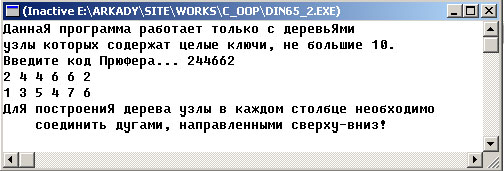 (Inactive E:\ARKADY\SITE\WORKS\C_OOP\DIN65_2.EXE)
ДаннаЯ программа работает только с деревьЯми
узлы которых содержат целые ключи, не большие 10.
Введите код Прюфера... 244662
2 4 4 6 6 2
1 3 5 4 7 6
ДлЯ построениЯ дерева узлы в каждом столбце необходимо
соединить дугами, направленными сверху-вниз!